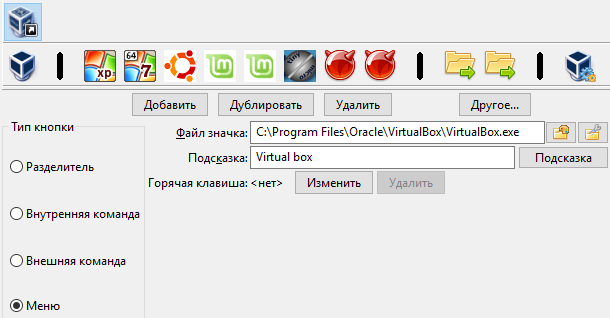 xp 64 7
Добавить Дублировать Удалить Другое...
Тип кнопки
Файл значка: C:\Program Files\Oracle\VirtualBox\VirtualBox.exe
Подсказка: Virtual box Подсказка
Разделитель
Горячая клавиша: <нет> Изменить Удалить
Внутренняя команда
Внешняя команда
Меню